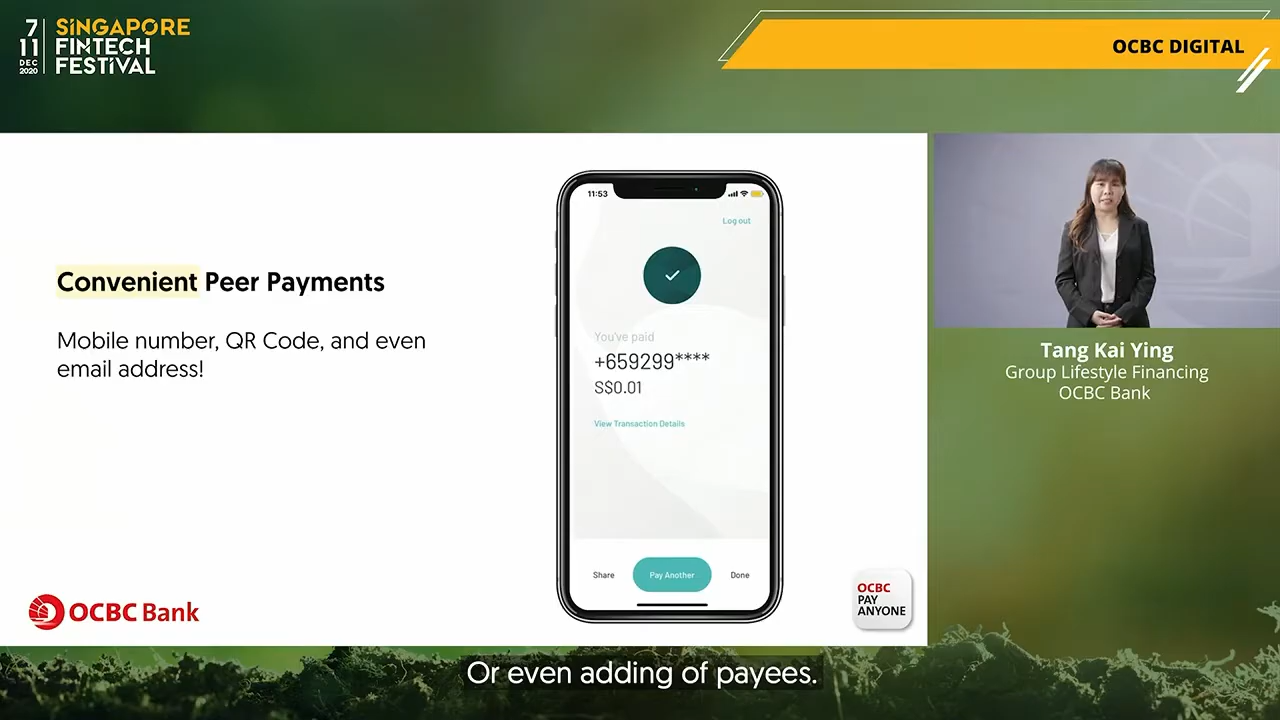 7
11
DEC
2020
SINGAPORE
FINTECH
FESTIVAL
OCBC DIGITAL
Convenient Peer Payments
Mobile number, QR Code, and even
email address!
11:53
Log out
You've paid
+659299****
S$0.01
View Transaction Details
Share
Pay Another
Done
OCBC Bank
OCBC
PAY
ANYONE
Tang Kai Ying
Group Lifestyle Financing
OCBC Bank
Or even adding of payees.